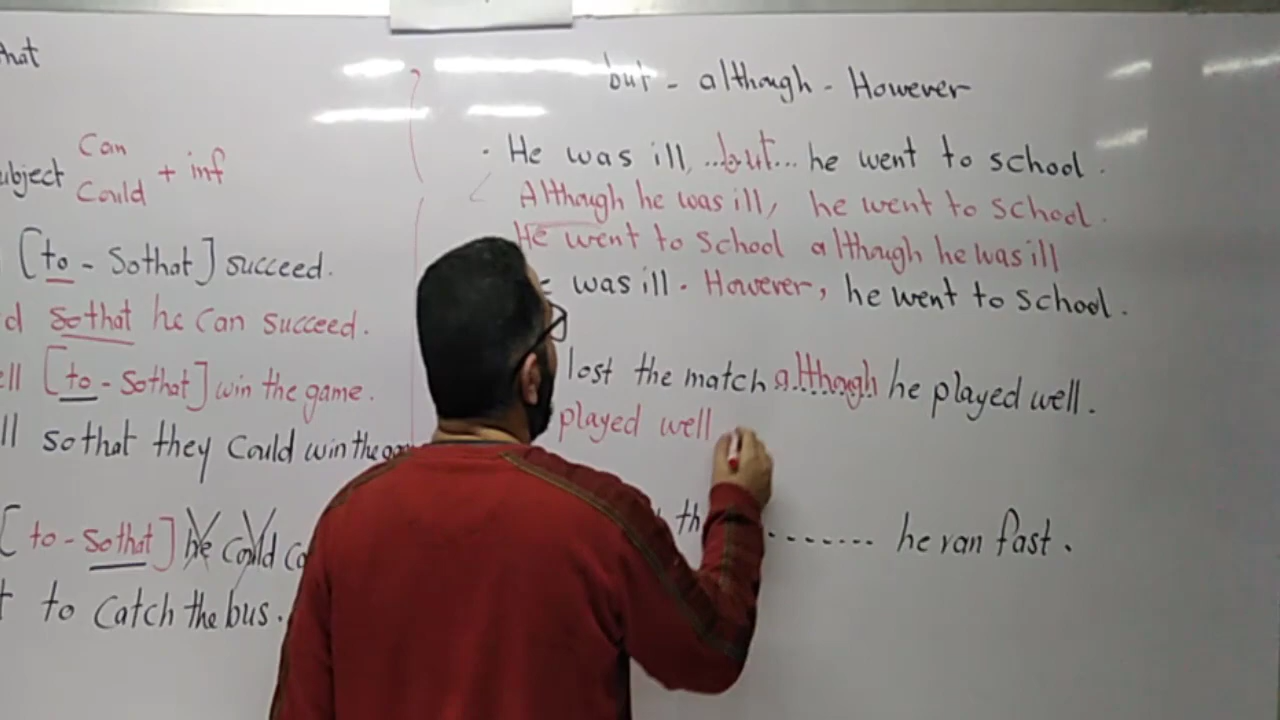 but - although - However
. He was ill, ...but... he went to school.
Although he was ill, he went to school.
He went to school although he was ill
was ill. However, he went to school.
lost the match although he played well.
played well
th ....... he ran fast.
hat
ubject Can Could + inf
[to - So that] succeed.
d so that he can succeed.
ell [to - So that] win the game.
ll so that they Could win the
[to - So that] he could
t to catch the bus.